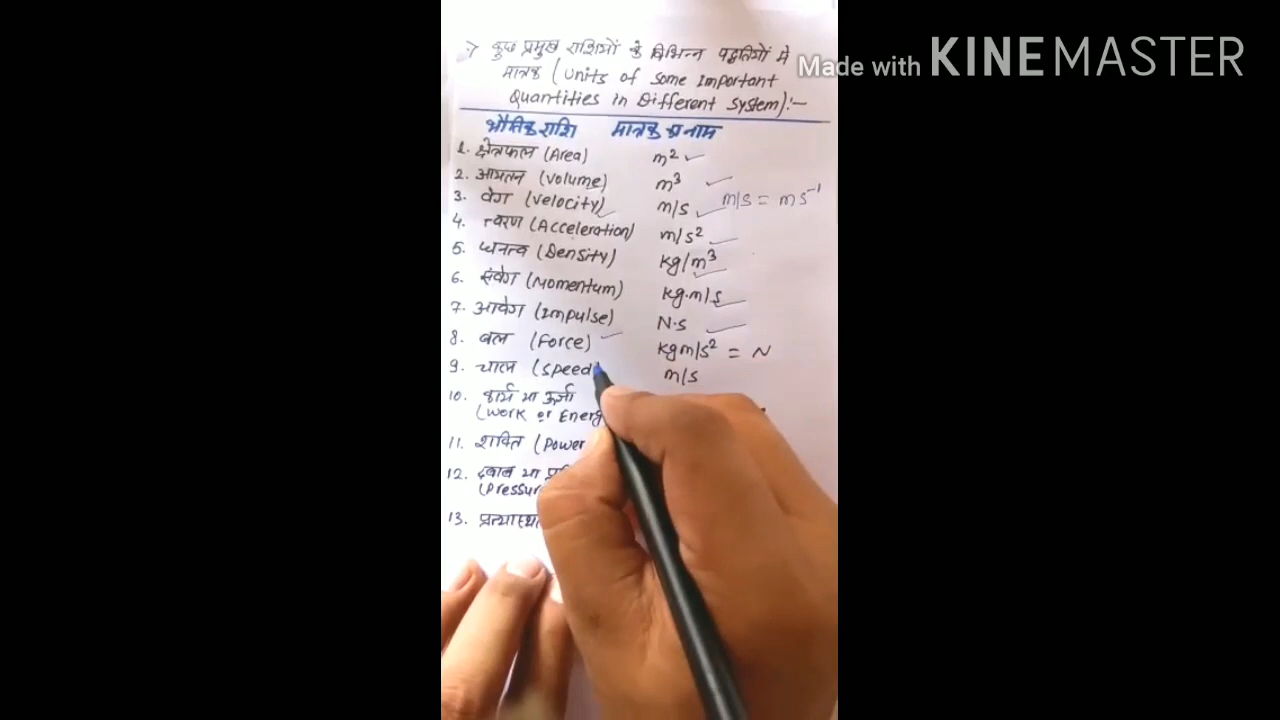 Made with KINEMASTER
:) कुछ प्रमुख राशियों के विभिन्न पद्धतियों में
मात्रक (Units of Some Important
Quantities in Different System):-
भौतिक राशि मात्रक का नाम
1. क्षेत्रफल (Area) m²
2. आयतन (Volume) m³
3. वेग (Velocity) m/s m/s = ms⁻¹
4. त्वरण (Acceleration) m/s²
5. घनत्व (Density) kg/m³
6. संवेग (Momentum) kg.m/s
7. आवेग (Impulse) N.s
8. बल (Force) kgm/s² = N
9. चाल (Speed) m/s
10. कार्य या ऊर्जा
(Work or Energ
11. शक्ति (Power
12. दबाब या
(Pressur
13.